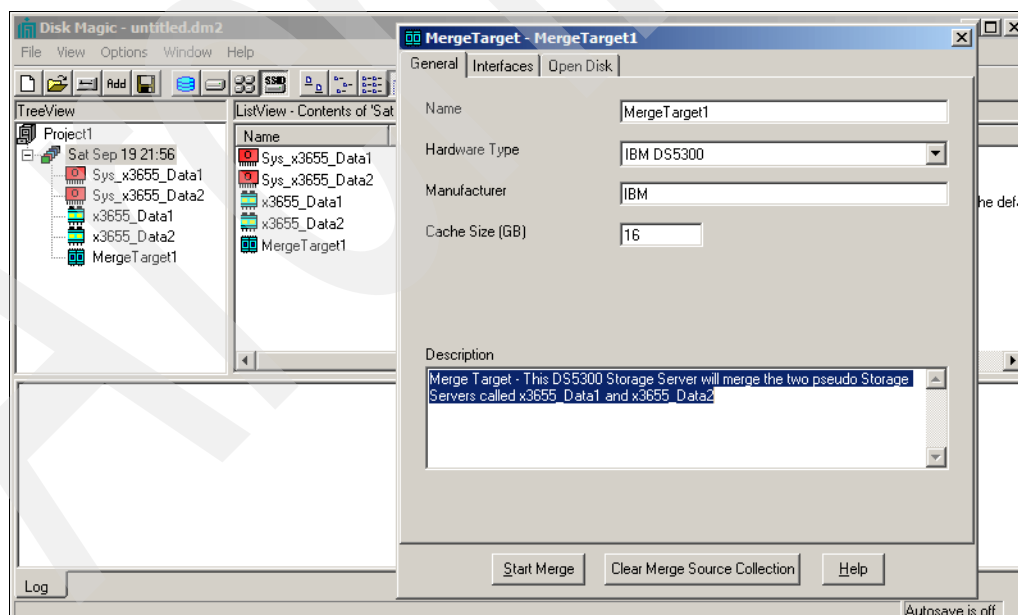 Disk Magic - untitled.dm2
File View Options Window Help
Add
SSID
TreeView
Project1
Sat Sep 19 21:56
Sys_x3655_Data1
Sys_x3655_Data2
x3655_Data1
x3655_Data2
MergeTarget1
ListView - Contents of 'Sat
Name
Sys_x3655_Data1
Sys_x3655_Data2
x3655_Data1
x3655_Data2
MergeTarget1
MergeTarget - MergeTarget1
General Interfaces Open Disk
Name MergeTarget1
Hardware Type IBM DS5300
Manufacturer IBM
Cache Size (GB) 16
Description
Merge Target - This DS5300 Storage Server will merge the two pseudo Storage
Servers called x3655_Data1 and x3655_Data2
Start Merge Clear Merge Source Collection Help
Log
Autosave is off